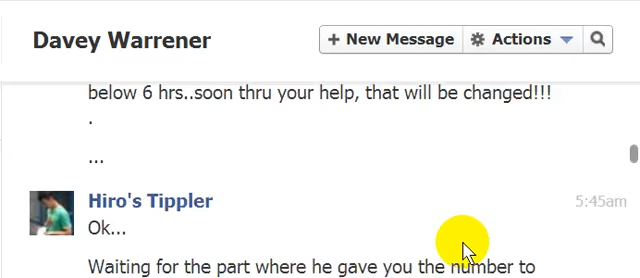 Davey Warrener
+ New Message
Actions
below 6 hrs..soon thru your help, that will be changed!!!
.
...
Hiro's Tippler
5:45am
Ok...
Waiting for the part where he gave you the number to